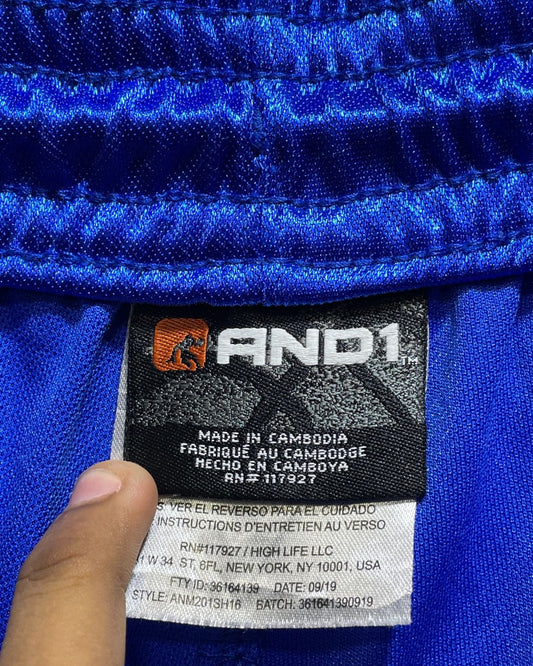 AND1 TM
MADE IN CAMBODIA
FABRIQUÉ AU CAMBODGE
HECHO EN CAMBOYA
RN# 117927
VER EL REVERSO PARA EL CUIDADO
INSTRUCTIONS D'ENTRETIEN AU VERSO
RN#117927 / HIGH LIFE LLC
W 34 ST, 6FL, NEW YORK, NY 10001, USA
FTY ID: 36164139 DATE: 09/19
STYLE: ANM201SH16 BATCH: 361641390919